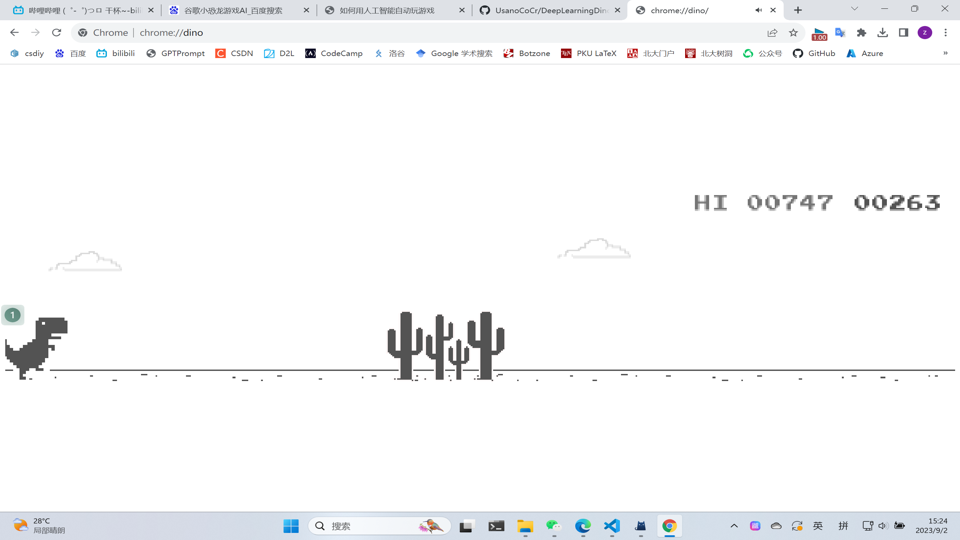 哔哩哔哩 (゜-゜)つロ 干杯~-bili
谷歌小恐龙游戏AI_百度搜索
如何用人工智能自动玩游戏
UsanoCoCr/DeepLearningDin
chrome://dino/
Chrome | chrome://dino
1.00
z
csdiy
百度
bilibili
GPTPrompt
CSDN
D2L
CodeCamp
洛谷
Google 学术搜索
Botzone
PKU LaTeX
北大门户
北大树洞
公众号
GitHub
Azure
»
HI 00747 00263
1
28°C
局部晴朗
搜索
英
拼
15:24
2023/9/2